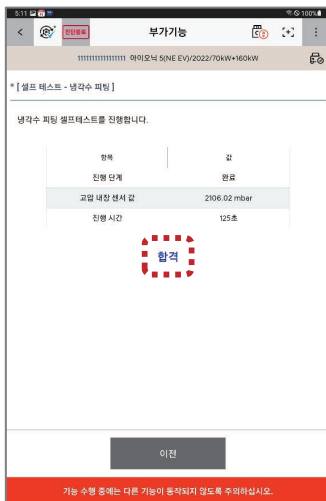 5:11
100%
진단등록
부가기능
11111111111111111 아이오닉 5(NE EV)/2022/70kW+160kW
* [ 셀프 테스트 - 냉각수 피팅 ]
냉각수 피팅 셀프테스트를 진행합니다.
항목 값
진행 단계 완료
고압 내장 센서 값 2106.02 mbar
진행 시간 125초
합격
이전
기능 수행 중에는 다른 기능이 동작되지 않도록 주의하십시오.